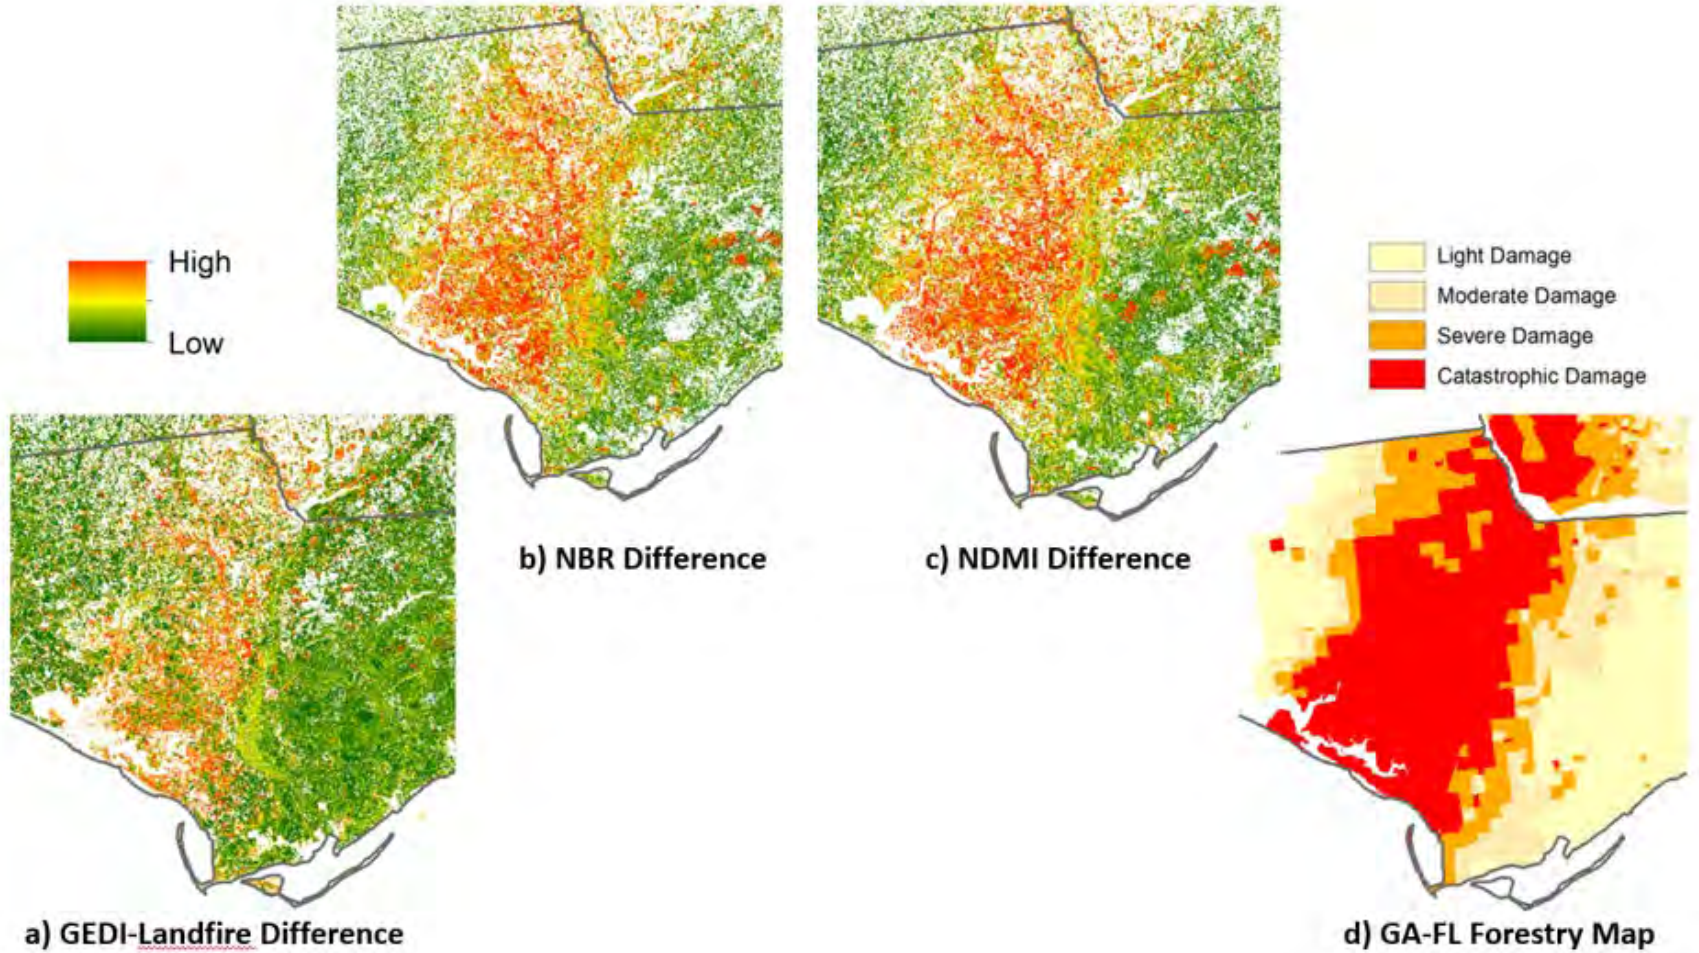 High
Low
Light Damage
Moderate Damage
Severe Damage
Catastrophic Damage
b) NBR Difference
c) NDMI Difference
a) GEDI-Landfire Difference
d) GA-FL Forestry Map